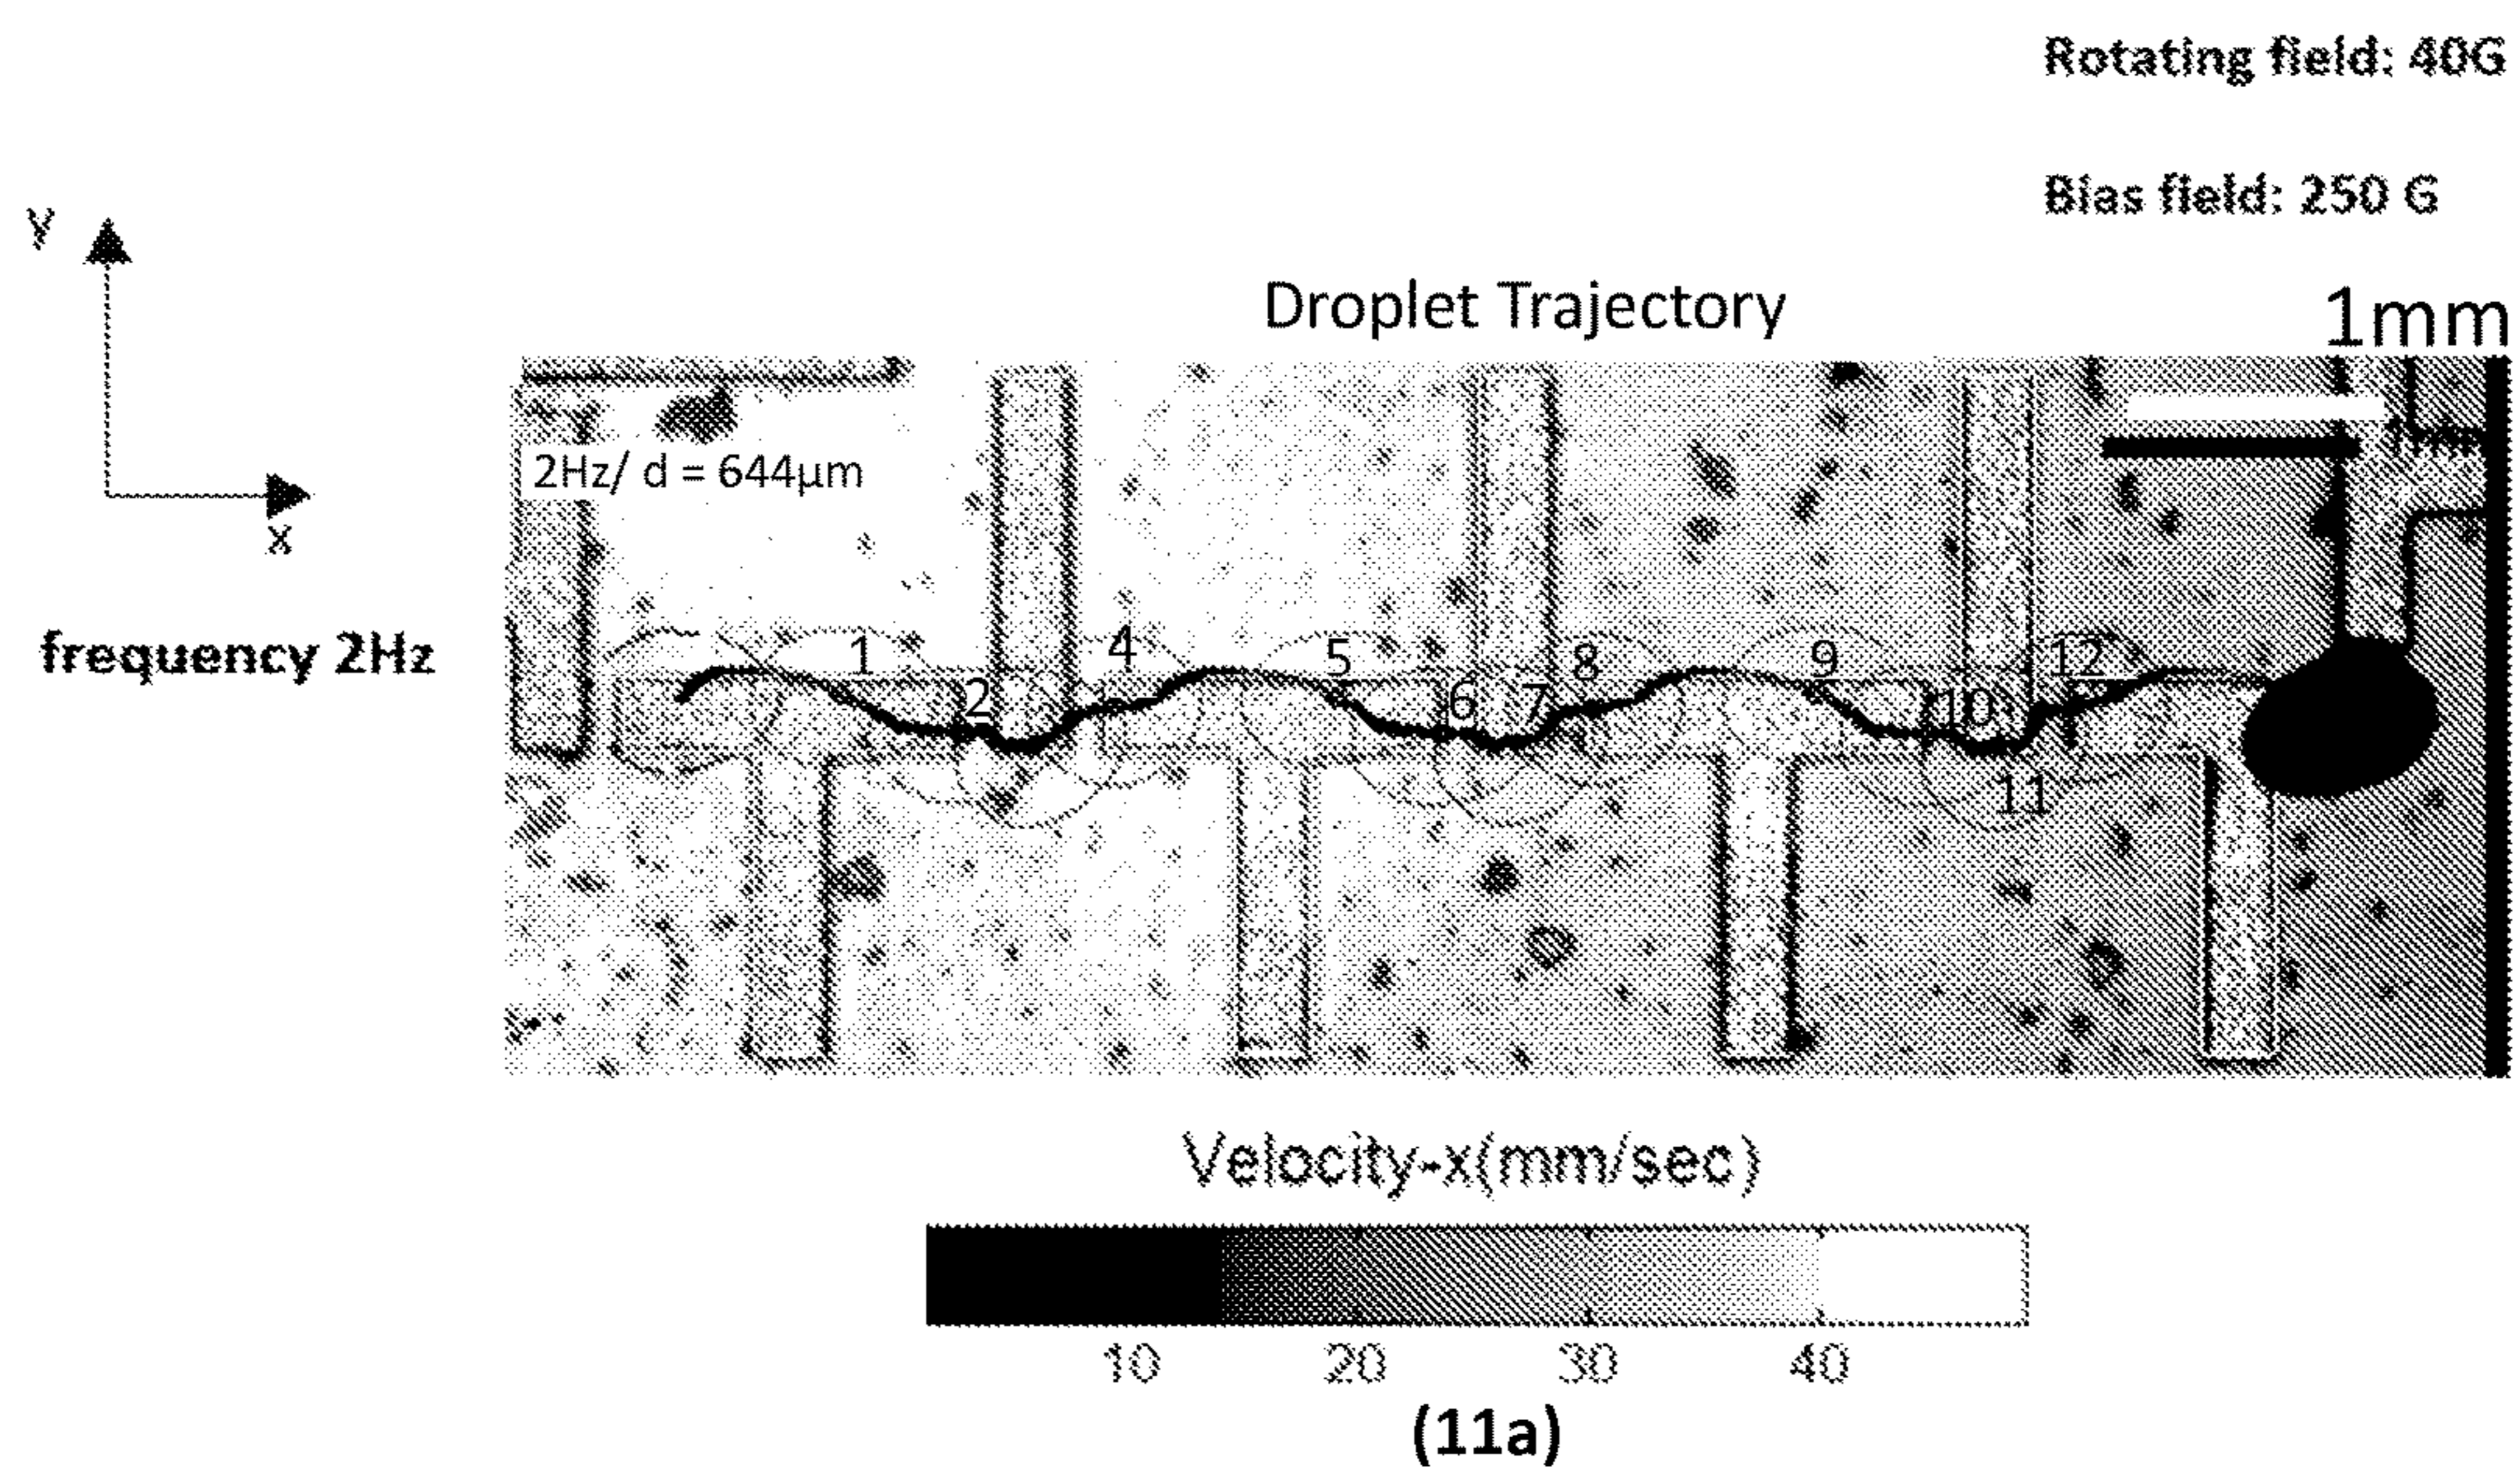 Rotating field: 40G
Bias field: 250 G
y
Droplet Trajectory
1mm
2Hz/ d = 644µm
x
frequency 2Hz
1 2 4 5 6 7 8 9 10 11 12
Velocity-x(mm/sec)
10 20 30 40
(11a)